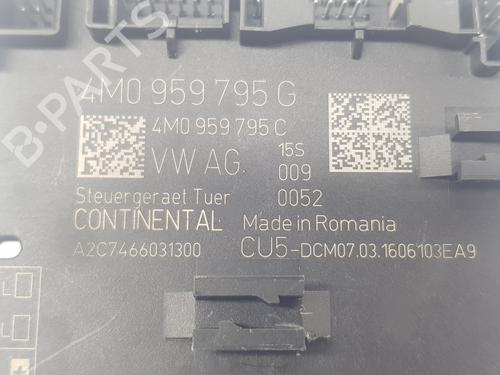 B-PARTS
4M0 959 795 G
4M0 959 795 C
VW AG 15S
009
Steuergeraet Tuer 0052
CONTINENTAL Made in Romania
A2C7466031300 CU5-DCM07.03.1606103EA9